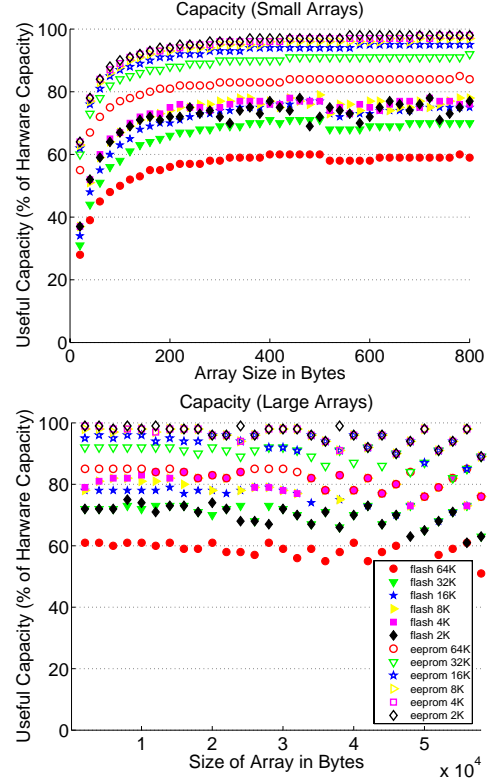 Capacity (Small Arrays)
100
80
60
40
20
0
Useful Capacity (% of Harware Capacity)
0
200
400
600
800
Array Size in Bytes
Capacity (Large Arrays)
100
80
60
40
20
0
Useful Capacity (% of Harware Capacity)
flash 64K
flash 32K
flash 16K
flash 8K
flash 4K
flash 2K
eeprom 64K
eeprom 32K
eeprom 16K
eeprom 8K
eeprom 4K
eeprom 2K
1
2
3
4
5
Size of Array in Bytes
x 10^4